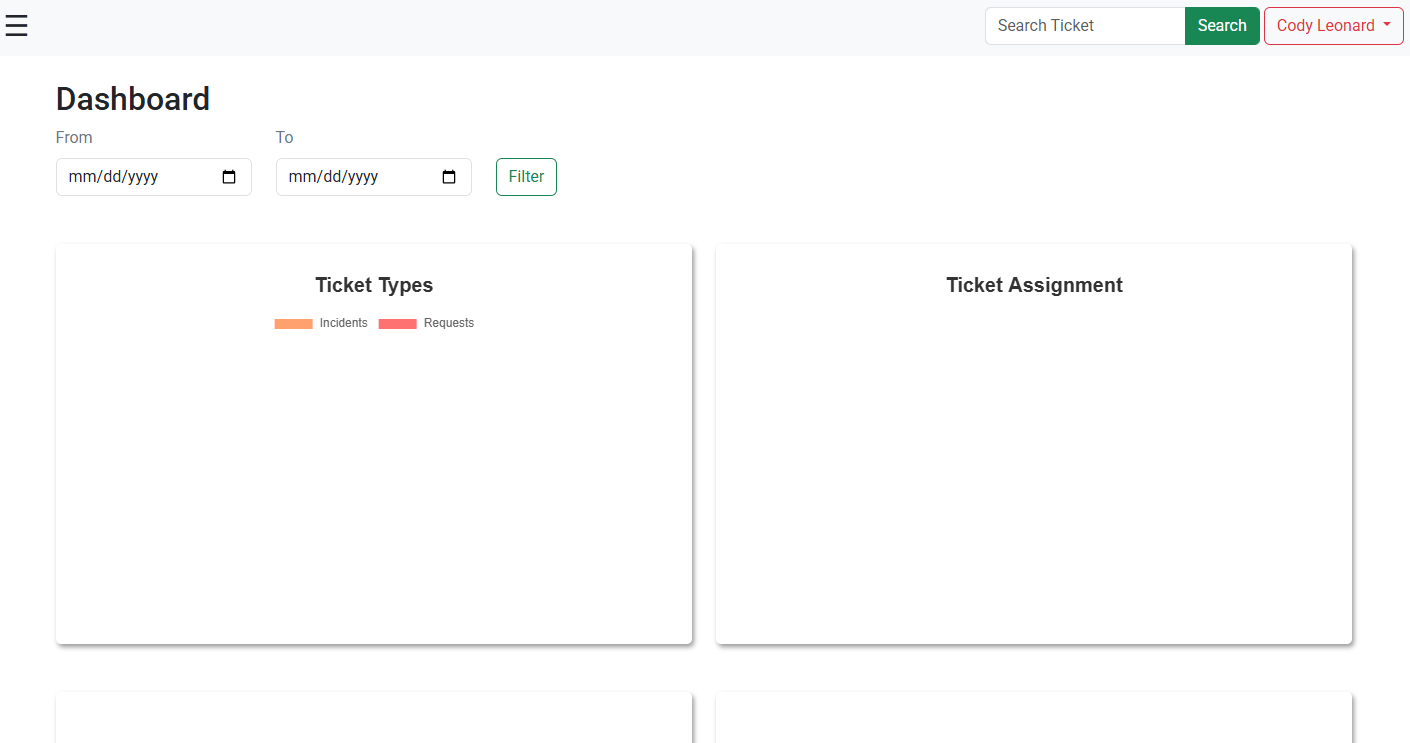 Search Ticket Search Cody Leonard
Dashboard
From To
mm/dd/yyyy mm/dd/yyyy Filter
Ticket Types
Incidents Requests
Ticket Assignment